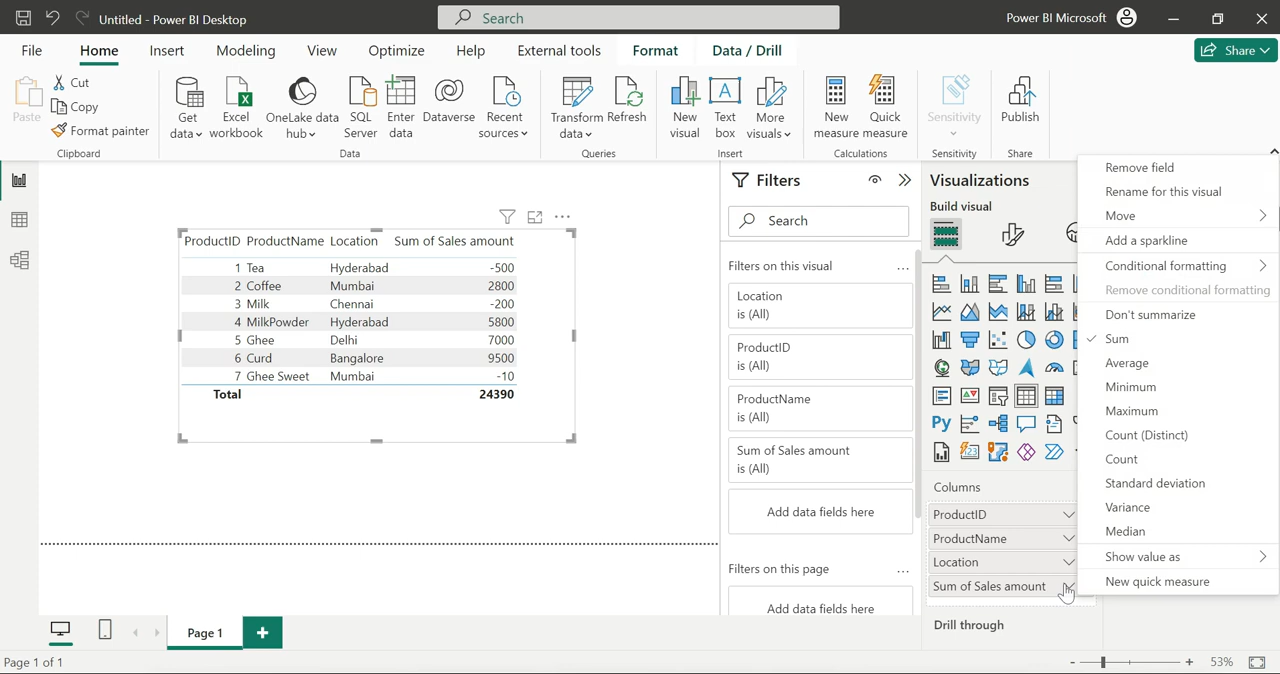 Untitled - Power BI Desktop
Search
Power BI Microsoft
File Home Insert Modeling View Optimize Help External tools Format Data / Drill
Share
Paste
Cut
Copy
Format painter
Clipboard
Get data
Excel workbook
OneLake data hub
SQL Server
Enter data
Dataverse
Recent sources
Data
Transform data
Refresh
Queries
New visual
Text box
More visuals
Insert
New measure
Quick measure
Calculations
Sensitivity
Sensitivity
Publish
Share
ProductID ProductName Location Sum of Sales amount
1 Tea Hyderabad -500
2 Coffee Mumbai 2800
3 Milk Chennai -200
4 MilkPowder Hyderabad 5800
5 Ghee Delhi 7000
6 Curd Bangalore 9500
7 Ghee Sweet Mumbai -10
Total 24390
Filters
Search
Filters on this visual
...
Location
is (All)
ProductID
is (All)
ProductName
is (All)
Sum of Sales amount
is (All)
Add data fields here
Filters on this page
...
Add data fields here
Visualizations
Build visual
Py
123
Columns
ProductID
ProductName
Location
Sum of Sales amount
Drill through
Remove field
Rename for this visual
Move
Add a sparkline
Conditional formatting
Remove conditional formatting
Don't summarize
Sum
Average
Minimum
Maximum
Count (Distinct)
Count
Standard deviation
Variance
Median
Show value as
New quick measure
Page 1
Page 1 of 1
- + 53%